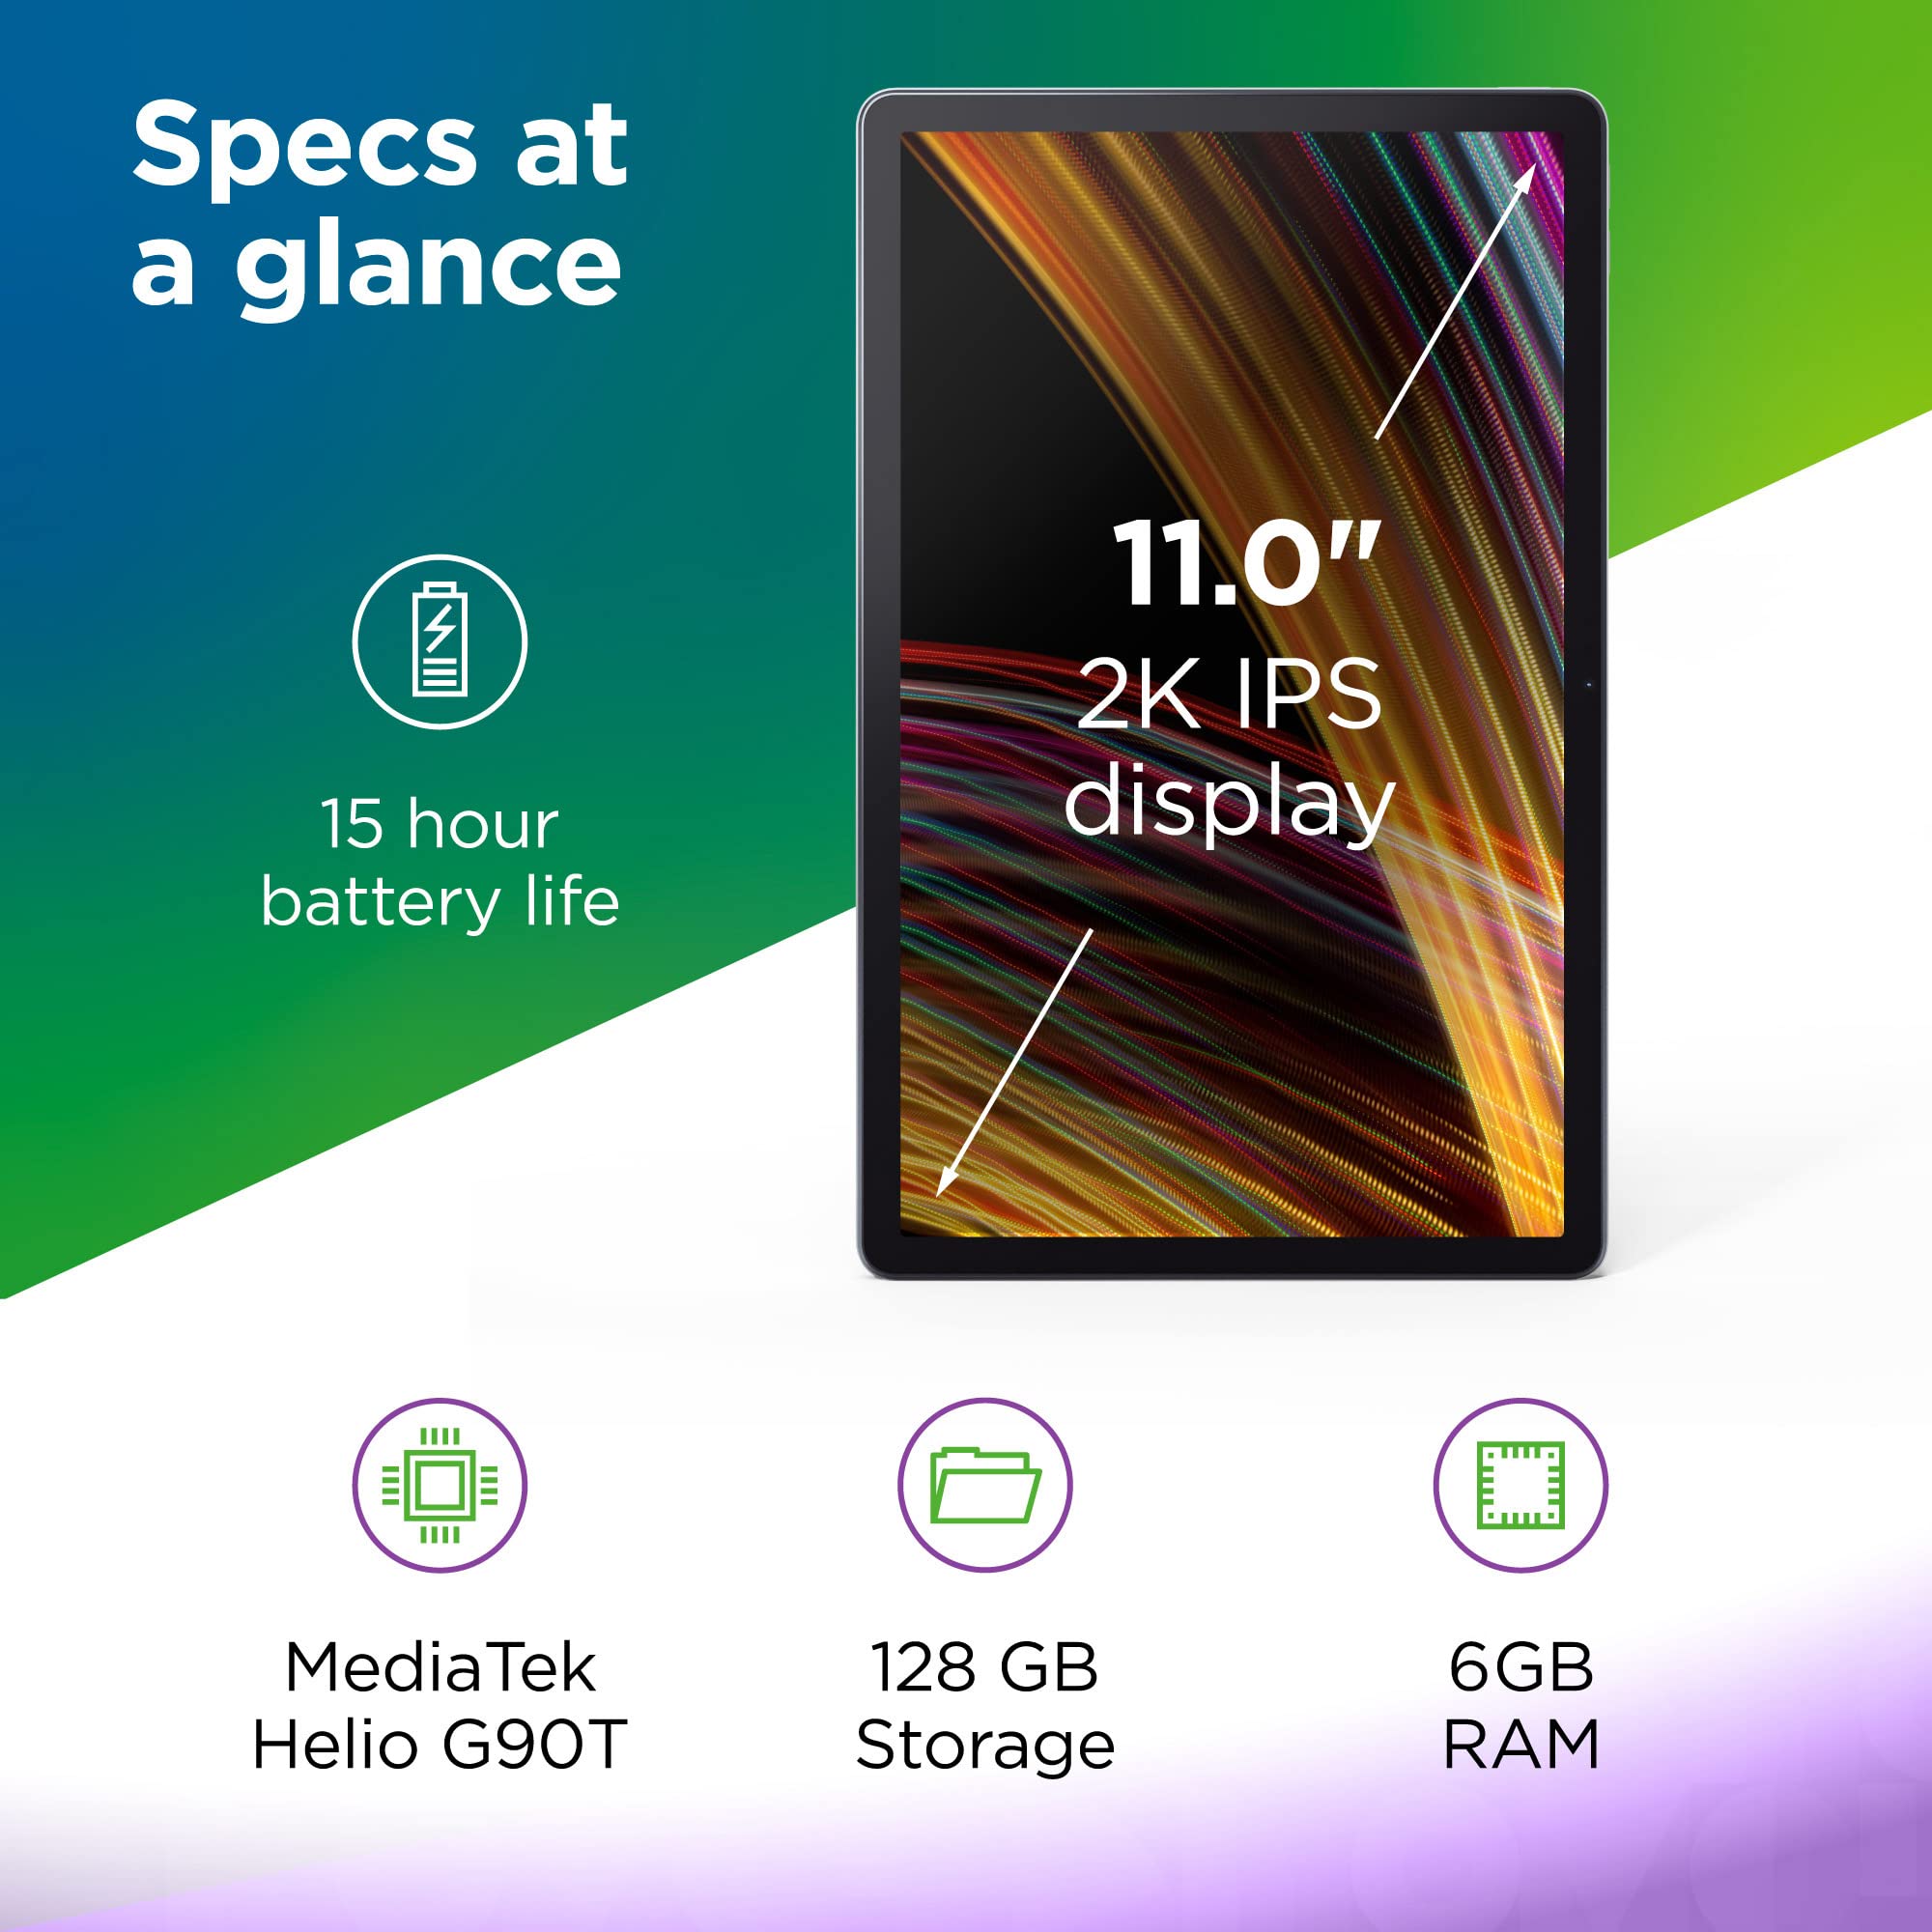 Specs at
a glance
15 hour
battery life
11.0"
2K IPS
display
MediaTek
Helio G90T
128 GB
Storage
6GB
RAM